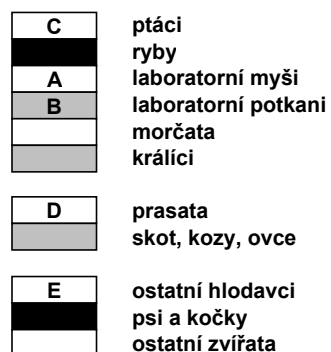 C ptáci
ryby
A laboratorní myši
B laboratorní potkani
morčata
králíci
D prasata
skot, kozy, ovce
E ostatní hlodavci
psi a kočky
ostatní zvířata